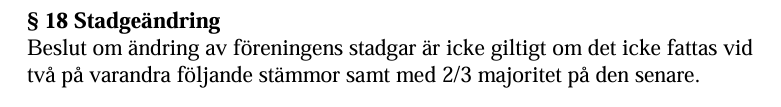 § 18 Stadgeändring
Beslut om ändring av föreningens stadgar är icke giltigt om det icke fattas vid
två på varandra följande stämmor samt med 2/3 majoritet på den senare.